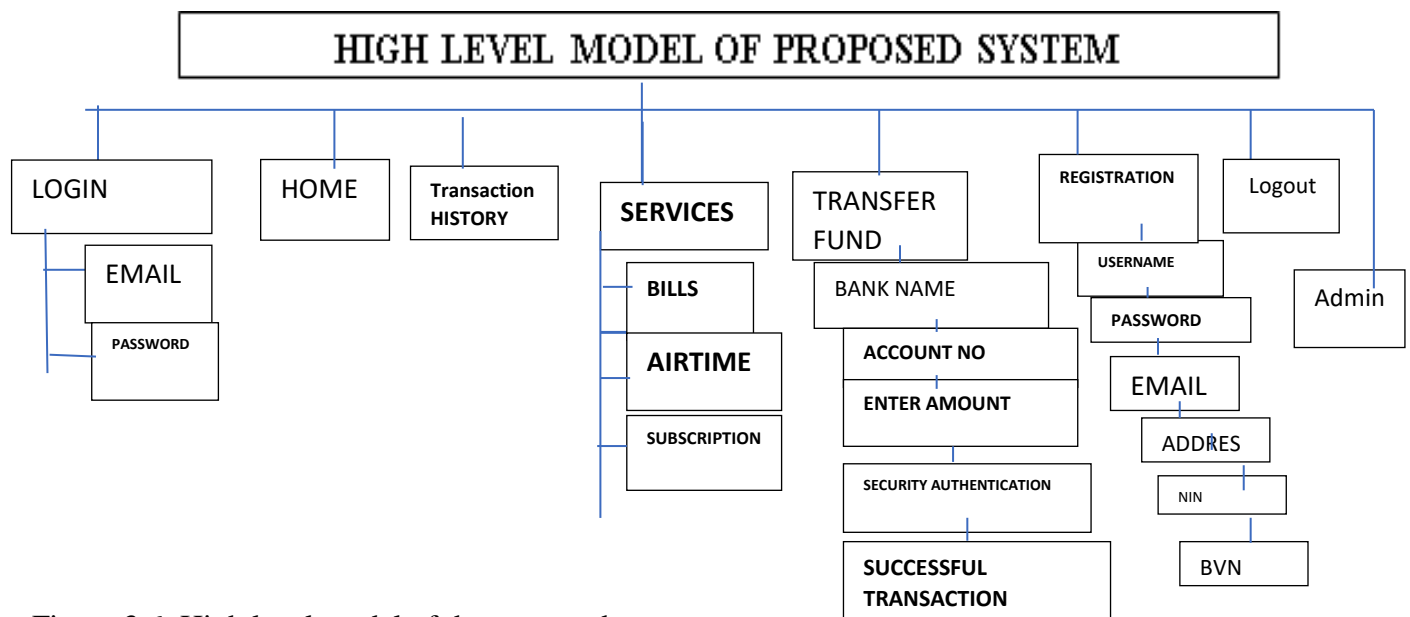 HIGH LEVEL MODEL OF PROPOSED SYSTEM
LOGIN
EMAIL
PASSWORD
HOME
Transaction
HISTORY
SERVICES
BILLS
AIRTIME
SUBSCRIPTION
TRANSFER
FUND
BANK NAME
ACCOUNT NO
ENTER AMOUNT
SECURITY AUTHENTICATION
SUCCESSFUL
TRANSACTION
REGISTRATION
USERNAME
PASSWORD
EMAIL
ADDRES
NIN
BVN
Logout
Admin